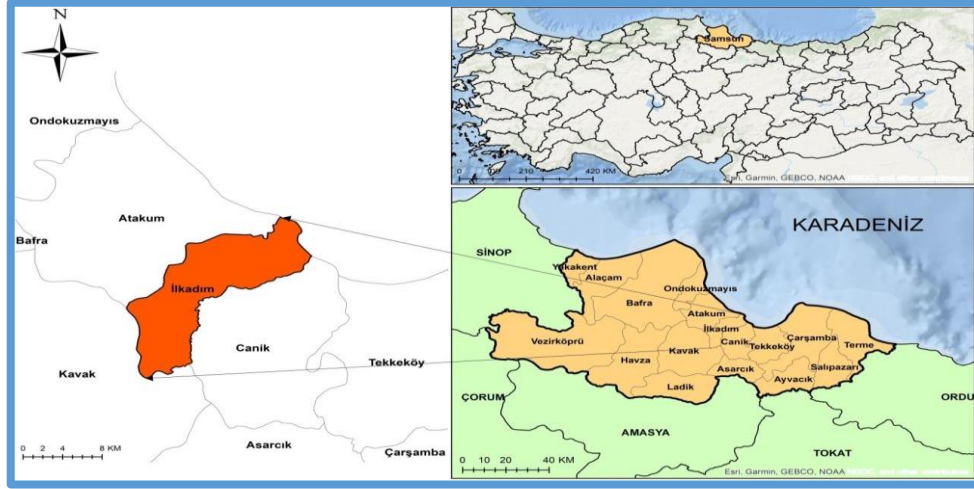 N
Ondokuzmayıs
Atakum
Bafra
İlkadım
Canik
Kavak
Tekkeköy
Asarcık
Çarşamba
0 2 4 8 KM
Samsun
210 420 KM
Esri, Garmin, GEBCO, NOAA
KARADENİZ
SİNOP
Yakakent
Alaçam
Ondokuzmayıs
Bafra
Atakum
İlkadım
Çarşamba
Vezirköprü
Canik
Tekkeköy
Terme
Kavak
Havza
Salıpazarı
Asarcık
Ayvacık
Ladik
ÇORUM
ORDU
AMASYA
TOKAT
0 10 20 40 KM
Esri, Garmin, GEBCO, NOAA